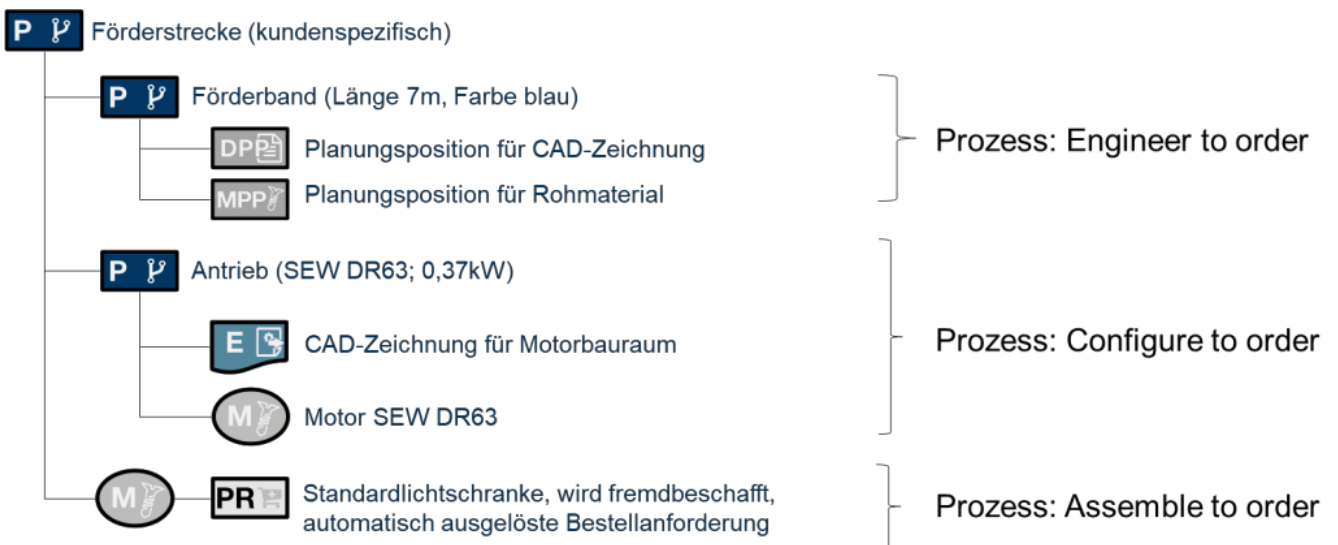 P Förderstrecke (kundenspezifisch)
P Förderband (Länge 7m, Farbe blau)
DPP Planungsposition für CAD-Zeichnung
Prozess: Engineer to order
MPP Planungsposition für Rohmaterial
P Antrieb (SEW DR63; 0,37kW)
E CAD-Zeichnung für Motorbauraum
Prozess: Configure to order
M Motor SEW DR63
M PR Standardlichtschranke, wird fremdbeschafft,
automatisch ausgelöste Bestellanforderung
Prozess: Assemble to order